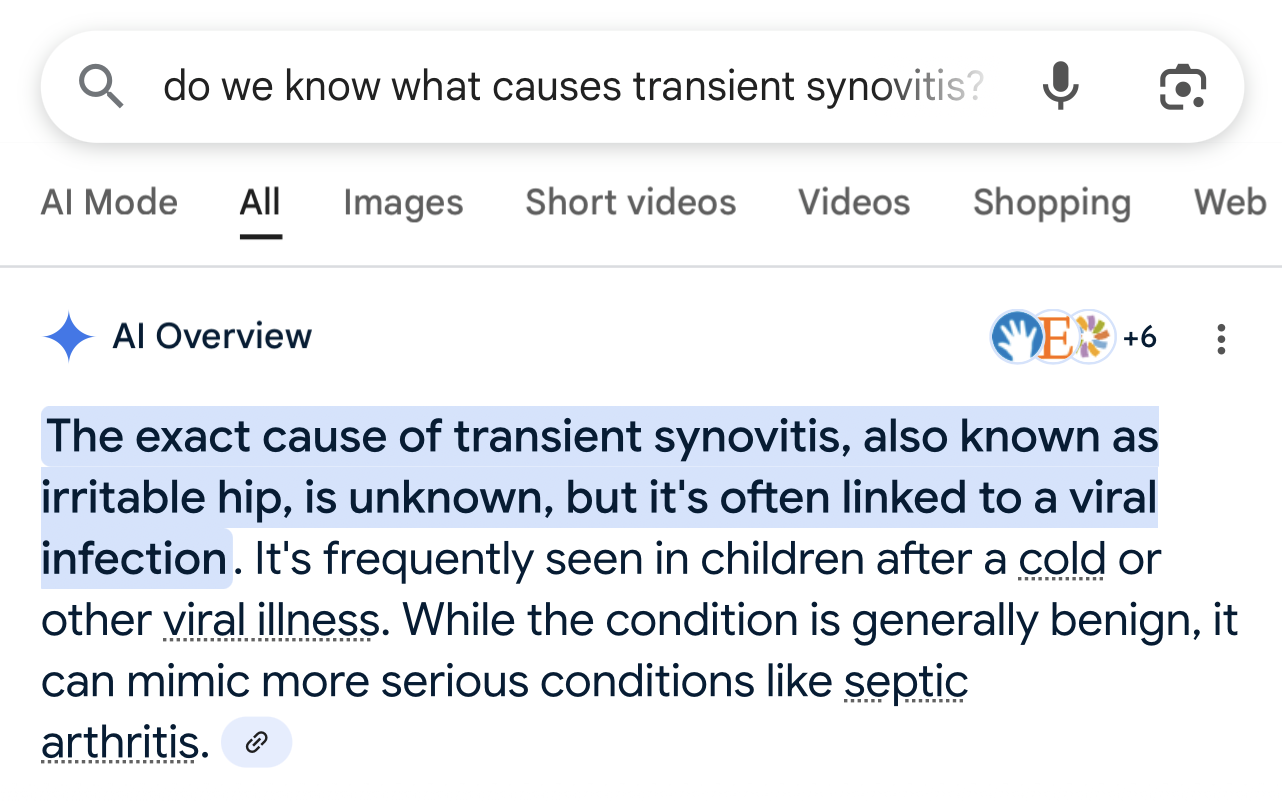 do we know what causes transient synovitis?
AI Mode All Images Short videos Videos Shopping Web
AI Overview E +6
The exact cause of transient synovitis, also known as
irritable hip, is unknown, but it's often linked to a viral
infection. It's frequently seen in children after a cold or
other viral illness. While the condition is generally benign, it
can mimic more serious conditions like septic
arthritis.